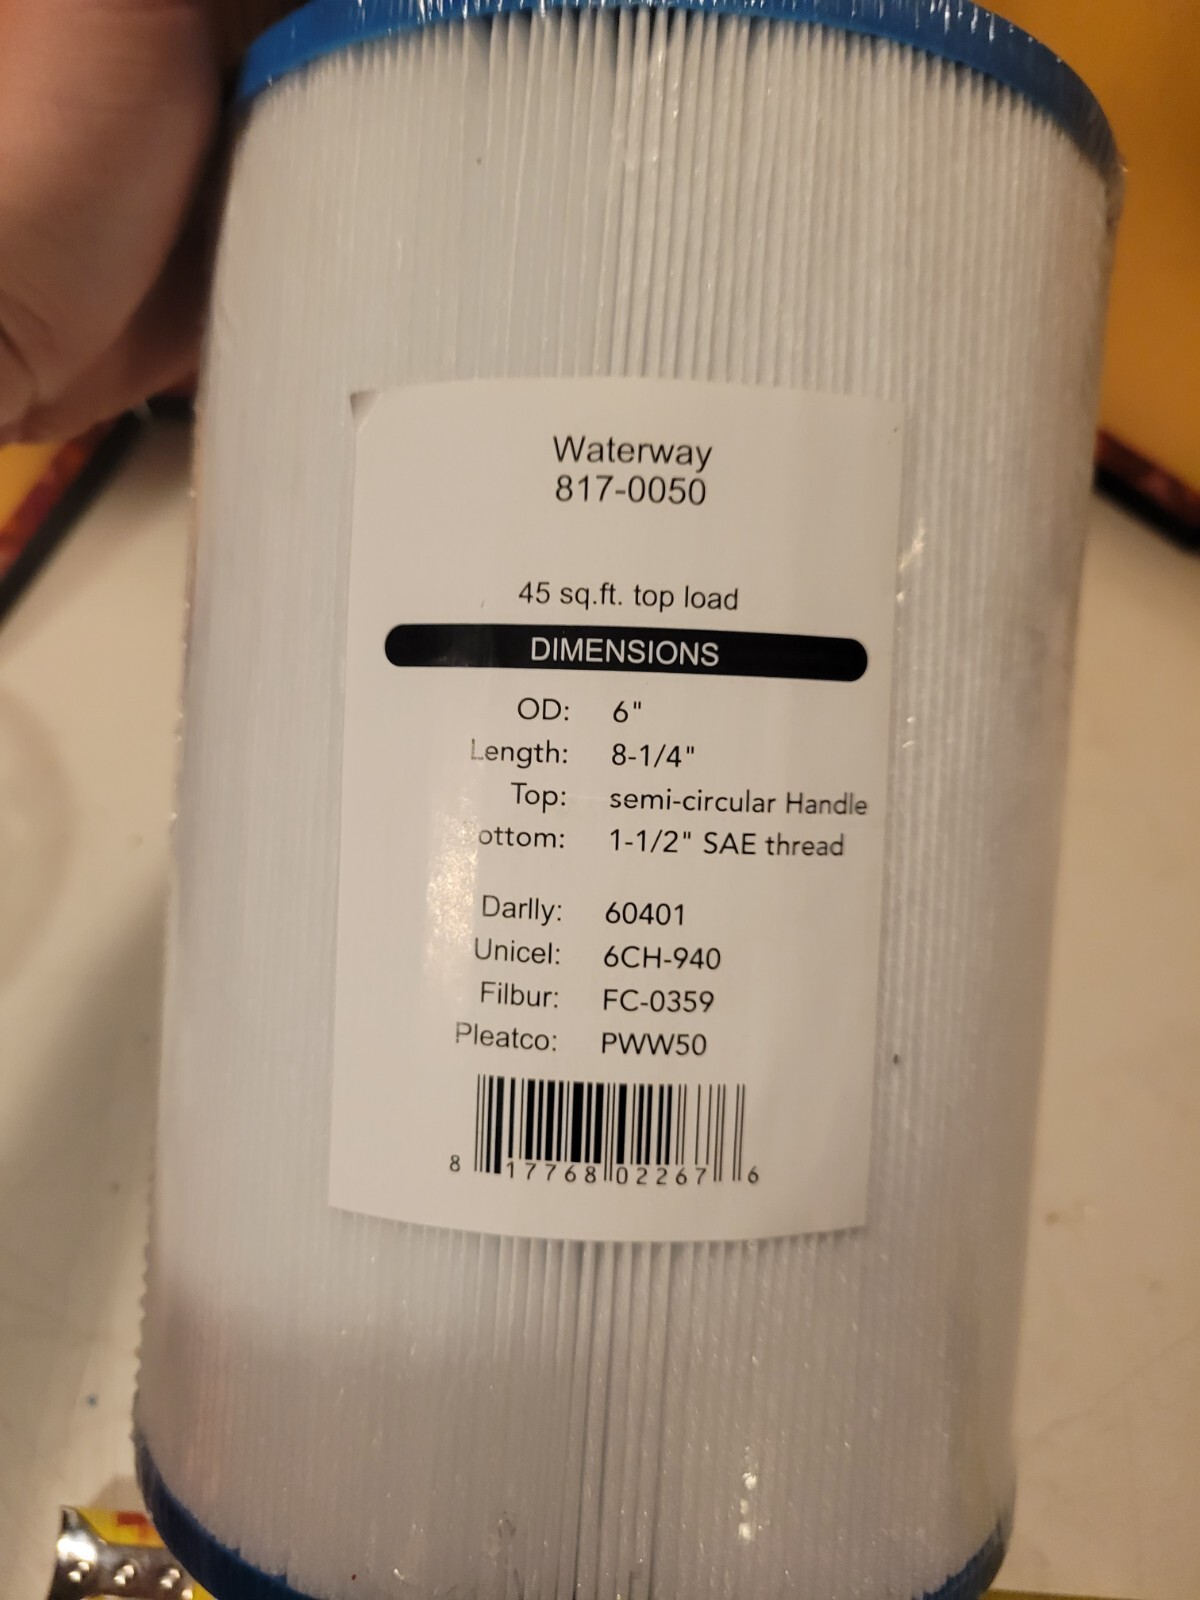 Waterway
817-0050
45 sq.ft. top load
DIMENSIONS
OD: 6"
Length: 8-1/4"
Top: semi-circular Handle
ottom: 1-1/2" SAE thread
Darlly: 60401
Unicel: 6CH-940
Filbur: FC-0359
Pleatco: PWW50
8 17768 02267 6